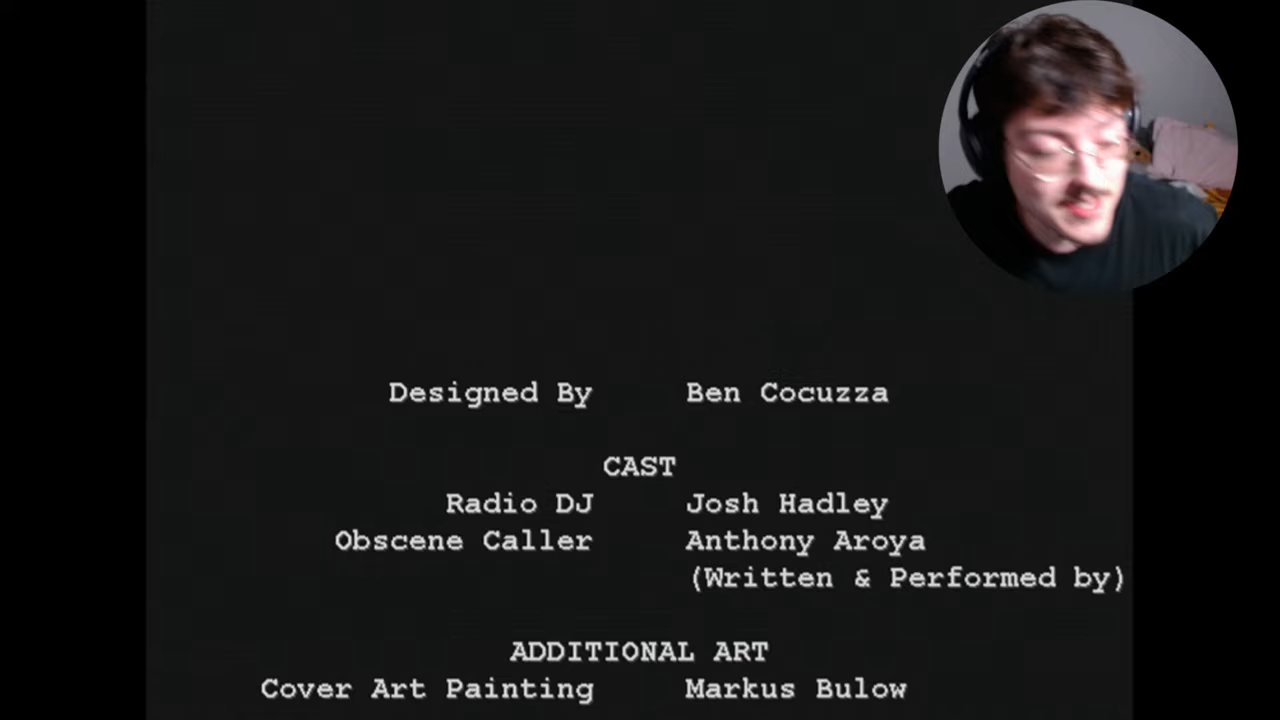 Designed By Ben Cocuzza
CAST
Radio DJ Josh Hadley
Obscene Caller Anthony Aroya
(Written & Performed by)
ADDITIONAL ART
Cover Art Painting Markus Bulow